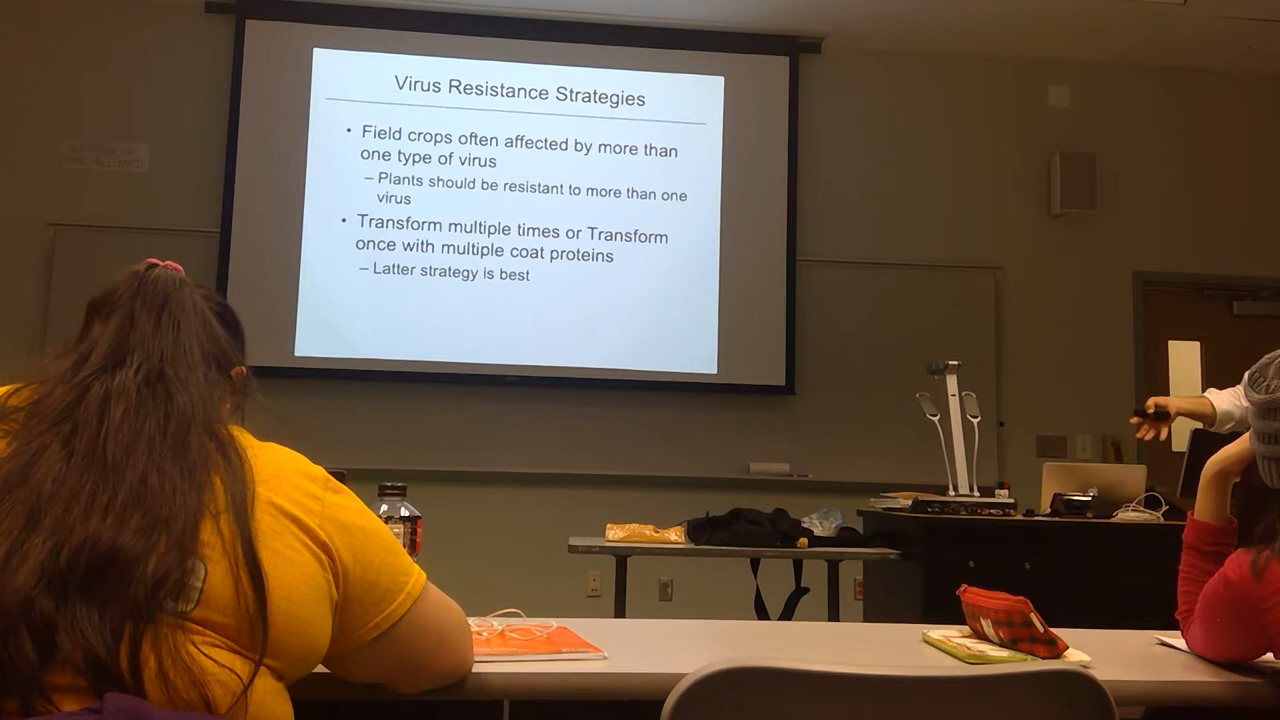 Virus Resistance Strategies
• Field crops often affected by more than
one type of virus
– Plants should be resistant to more than one
virus
• Transform multiple times or Transform
once with multiple coat proteins
– Latter strategy is best